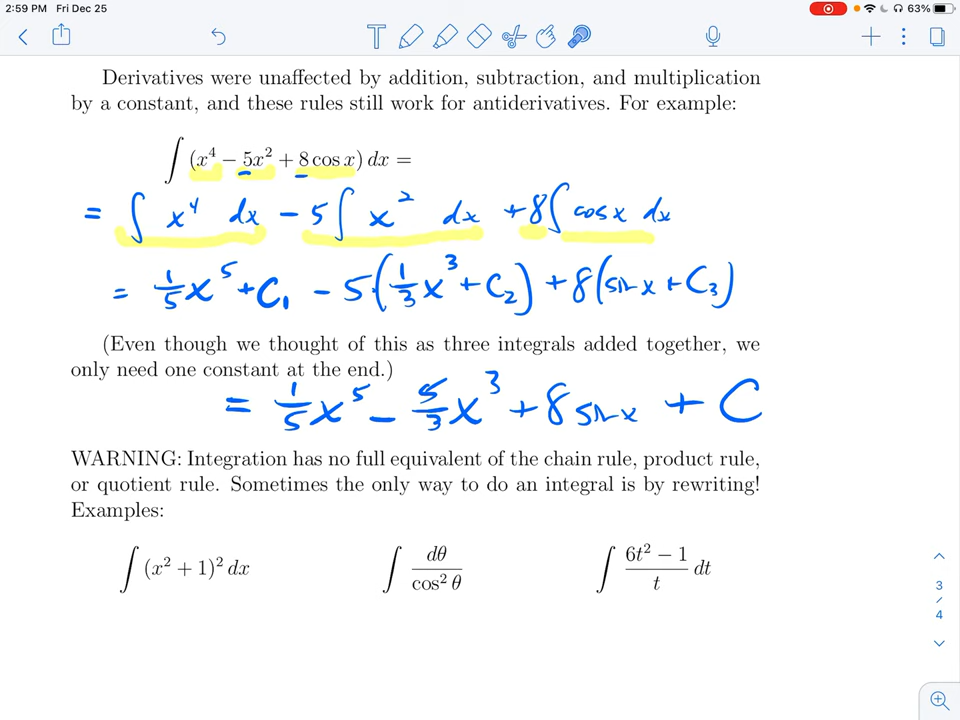 2:59 PM Fri Dec 25 63%
T
Derivatives were unaffected by addition, subtraction, and multiplication
by a constant, and these rules still work for antiderivatives. For example:
∫ (x⁴ − 5x² + 8 cos x) dx =
= ∫ x⁴ dx − 5 ∫ x² dx + 8 ∫ cos x dx
= 1/5 x⁵ + C₁ − 5(1/3 x³ + C₂) + 8(sin x + C₃)
(Even though we thought of this as three integrals added together, we
only need one constant at the end.)
= 1/5 x⁵ − 5/3 x³ + 8 sin x + C
WARNING: Integration has no full equivalent of the chain rule, product rule,
or quotient rule. Sometimes the only way to do an integral is by rewriting!
Examples:
∫ (x² + 1)² dx ∫ dθ/cos² θ ∫ (6t² − 1)/t dt
3
/
4